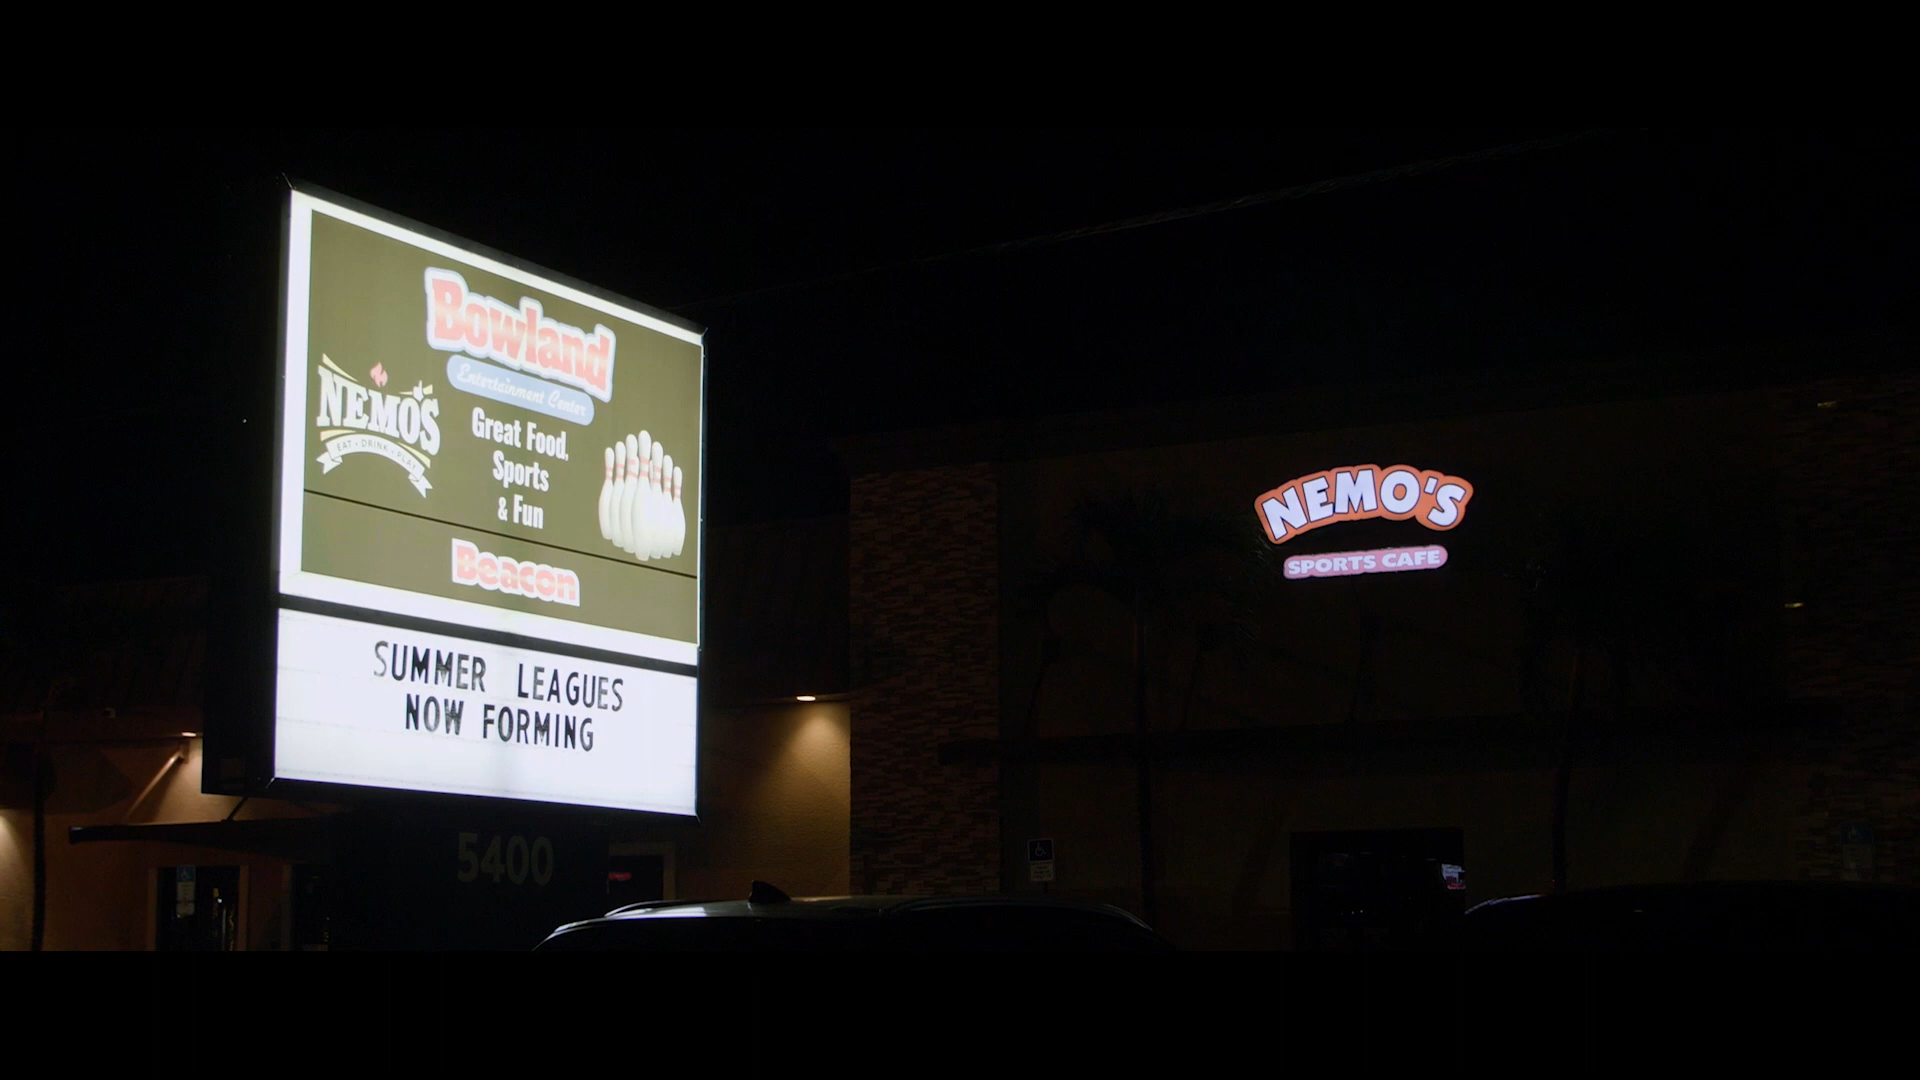 Bowland
Entertainment Center
NEMO'S
EAT • DRINK • PLAY
Great Food,
Sports
& Fun
Beacon
SUMMER LEAGUES
NOW FORMING
5400
NEMO'S
SPORTS CAFE